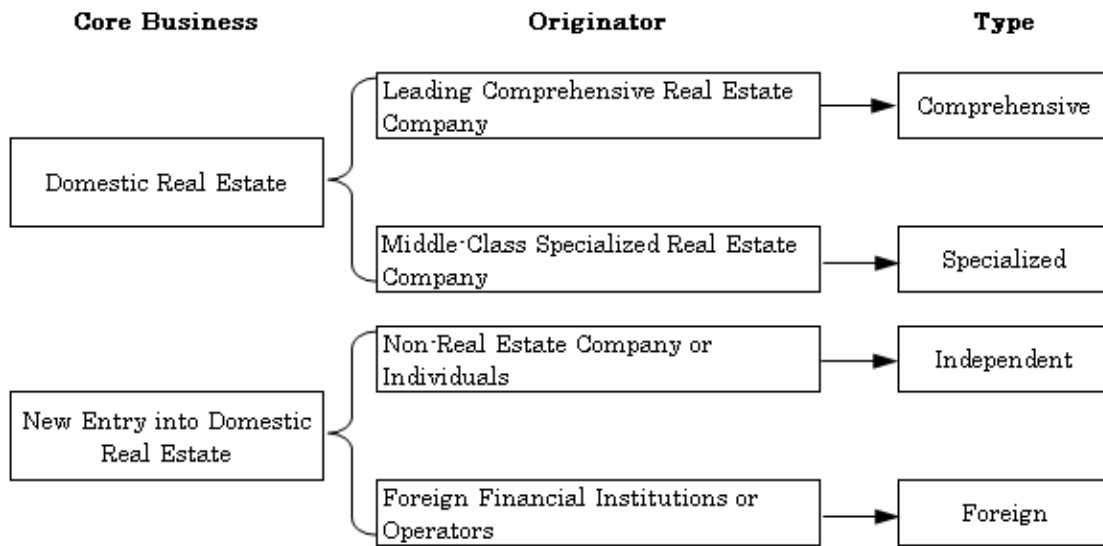 Core Business
Originator
Type
Leading Comprehensive Real Estate
Company
Comprehensive
Domestic Real Estate
Middle-Class Specialized Real Estate
Company
Specialized
Non-Real Estate Company or
Individuals
Independent
New Entry into Domestic
Real Estate
Foreign Financial Institutions or
Operators
Foreign